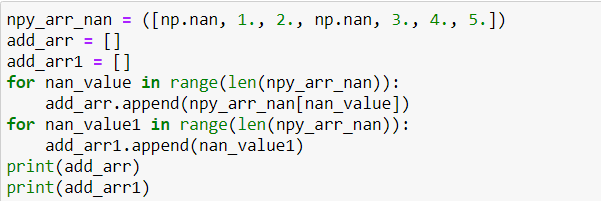 npy_arr_nan = ([np.nan, 1., 2., np.nan, 3., 4., 5.])
add_arr = []
add_arr1 = []
for nan_value in range(len(npy_arr_nan)):
    add_arr.append(npy_arr_nan[nan_value])
for nan_value1 in range(len(npy_arr_nan)):
    add_arr1.append(nan_value1)
print(add_arr)
print(add_arr1)